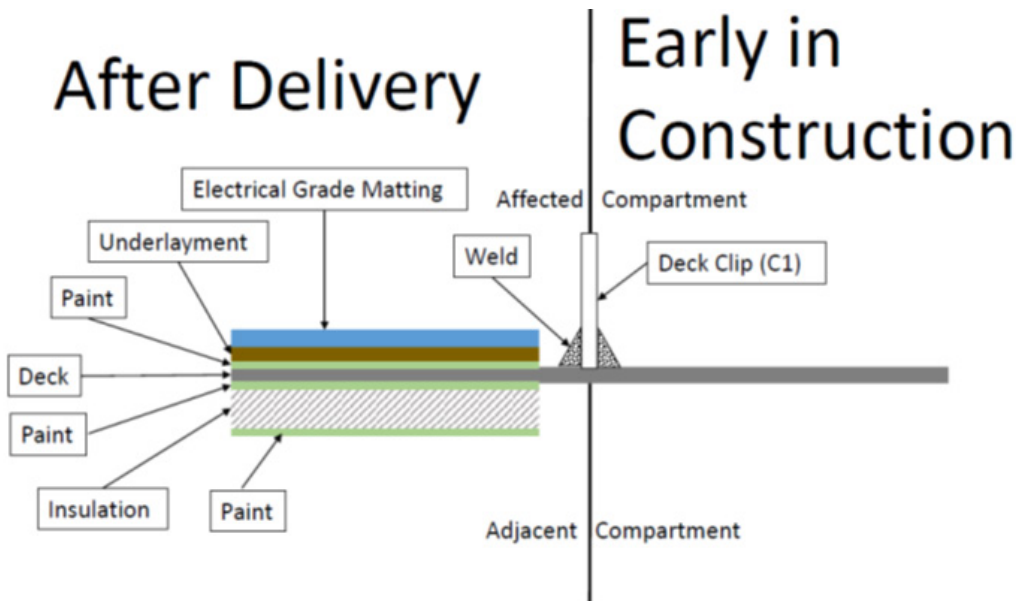 After Delivery
Early in
Construction
Electrical Grade Matting
Affected Compartment
Underlayment
Weld
Deck Clip (C1)
Paint
Deck
Paint
Insulation
Paint
Adjacent Compartment